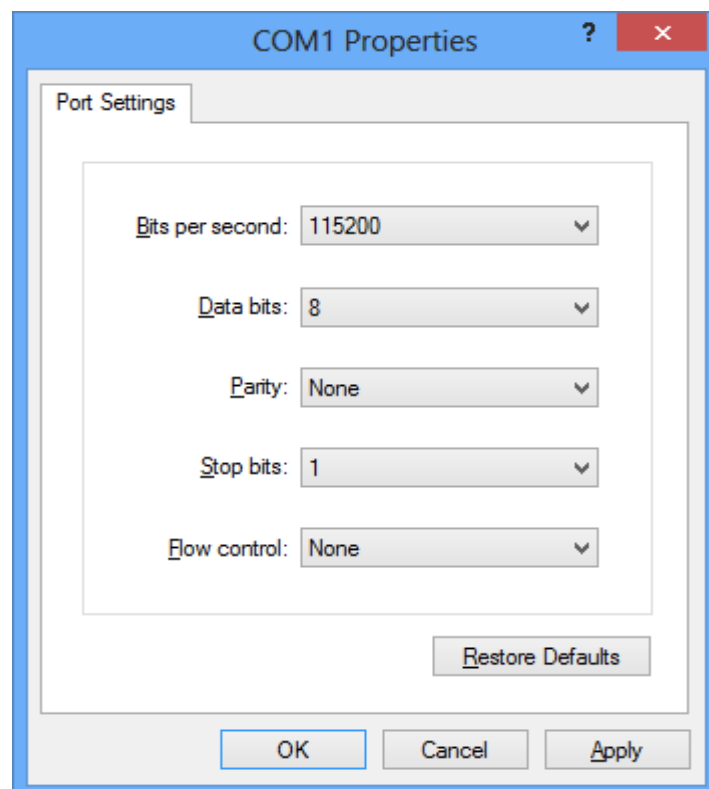 COM1 Properties ?
Port Settings
Bits per second: 115200
Data bits: 8
Parity: None
Stop bits: 1
Flow control: None
Restore Defaults
OK Cancel Apply